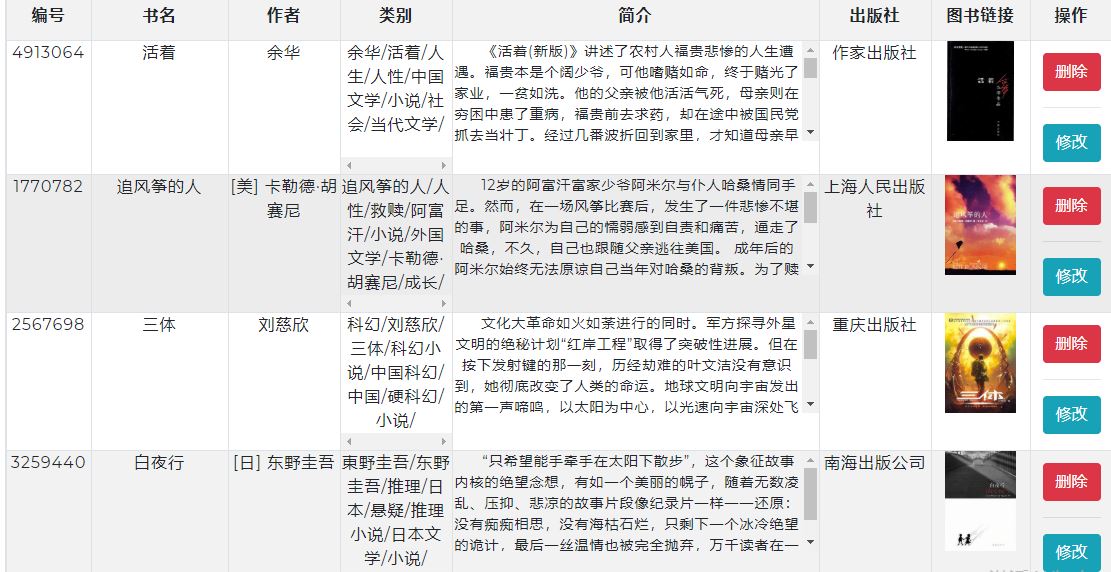 编号 书名 作者 类别 简介 出版社 图书链接 操作
4913064 活着 余华
余华/活着/人
生/人性/中国
文学/小说/社
会/当代文学/
《活着(新版)》讲述了农村人福贵悲惨的人生遭
遇。福贵本是个阔少爷，可他嗜赌如命，终于赌光了
家业，一贫如洗。他的父亲被他活活气死，母亲则在
穷困中患了重病，福贵前去求药，却在途中被国民党
抓去当壮丁。经过几番波折回到家里，才知道母亲早
作家出版社
删除
修改
1770782 追风筝的人
[美] 卡勒德·胡
塞尼
追风筝的人/人
性/救赎/阿富
汗/小说/外国
文学/卡勒德·
胡塞尼/成长/
12岁的阿富汗富家少爷阿米尔与仆人哈桑情同手
足。然而，在一场风筝比赛后，发生了一件悲惨不堪
的事，阿米尔为自己的懦弱感到自责和痛苦，逼走了
哈桑，不久，自己也跟随父亲逃往美国。 成年后的
阿米尔始终无法原谅自己当年对哈桑的背叛。为了赎
上海人民出版
社
追风筝的人
删除
修改
2567698 三体 刘慈欣
科幻/刘慈欣/
三体/科幻小
说/中国科幻/
中国/硬科幻/
小说/
文化大革命如火如荼进行的同时。军方探寻外星
文明的绝秘计划“红岸工程”取得了突破性进展。但在
按下发射键的那一刻，历经劫难的叶文洁没有意识
到，她彻底改变了人类的命运。地球文明向宇宙发出
的第一声啼鸣，以太阳为中心，以光速向宇宙深处飞
重庆出版社
三体
删除
修改
3259440 白夜行 [日] 东野圭吾
東野圭吾/东野
圭吾/推理/日
本/悬疑/推理
小说/日本文
学/小说/
“只希望能手牵手在太阳下散步”，这个象征故事
内核的绝望念想，有如一个美丽的幌子，随着无数凌
乱、压抑、悲凉的故事片段像纪录片一样一一还原：
没有痴痴相思，没有海枯石烂，只剩下一个冰冷绝望
的诡计，最后一丝温情也被完全抛弃，万千读者在一
南海出版公司
白夜行
删除
修改